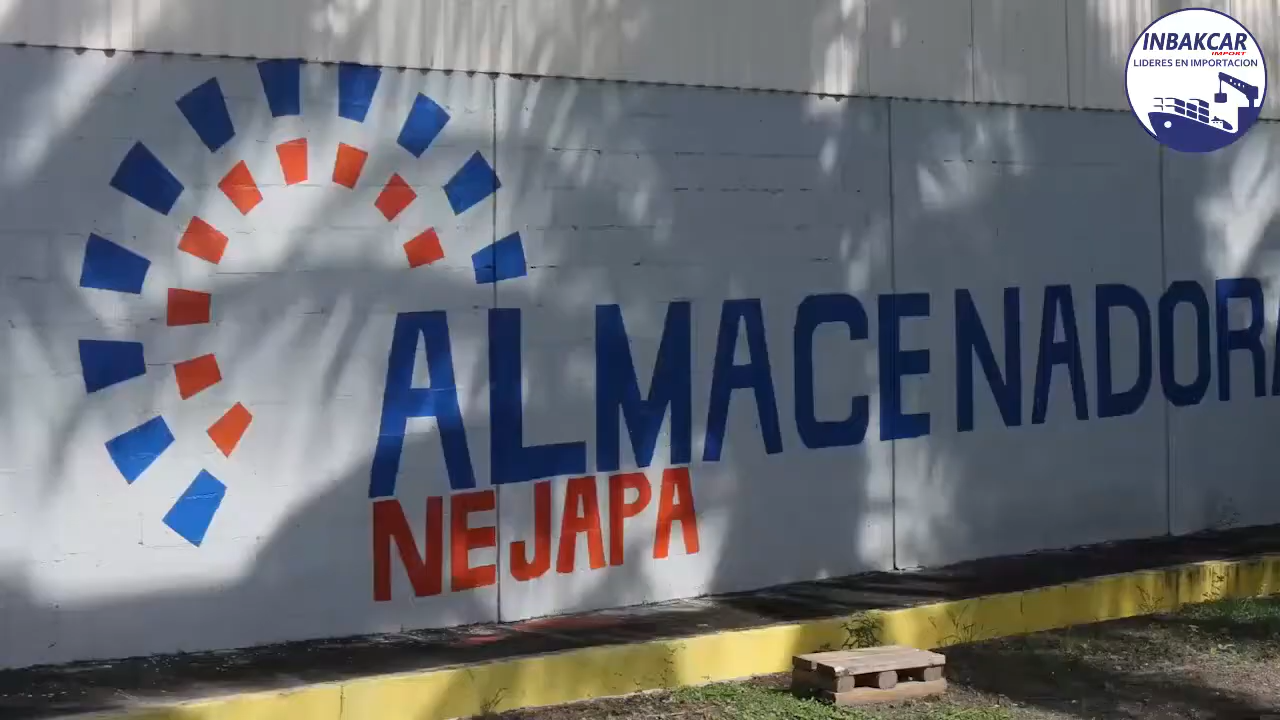 INBAKCAR
IMPORT
LIDERES EN IMPORTACION
ALMACENADORA
NEJAPA